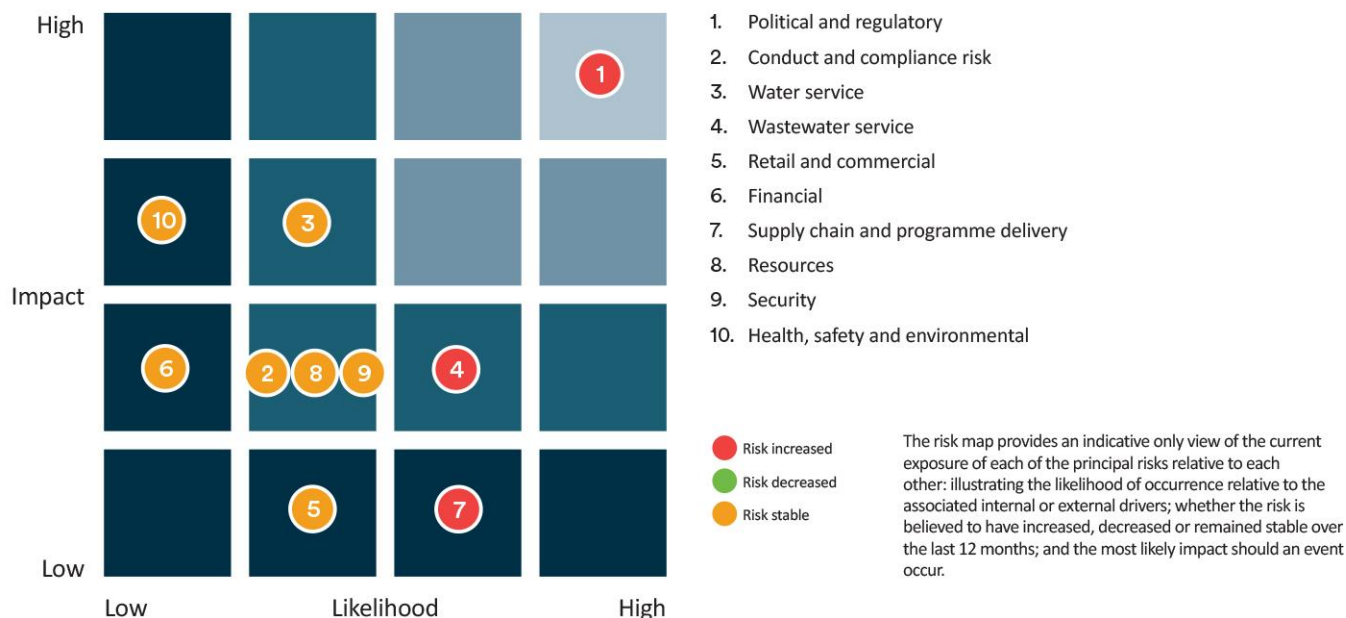 High
1
10
3
Impact
6
2
8
9
4
5
7
Low
Low
Likelihood
High
1. Political and regulatory
2. Conduct and compliance risk
3. Water service
4. Wastewater service
5. Retail and commercial
6. Financial
7. Supply chain and programme delivery
8. Resources
9. Security
10. Health, safety and environmental
Risk increased
Risk decreased
Risk stable
The risk map provides an indicative only view of the current
exposure of each of the principal risks relative to each
other: illustrating the likelihood of occurrence relative to the
associated internal or external drivers; whether the risk is
believed to have increased, decreased or remained stable over
the last 12 months; and the most likely impact should an event
occur.